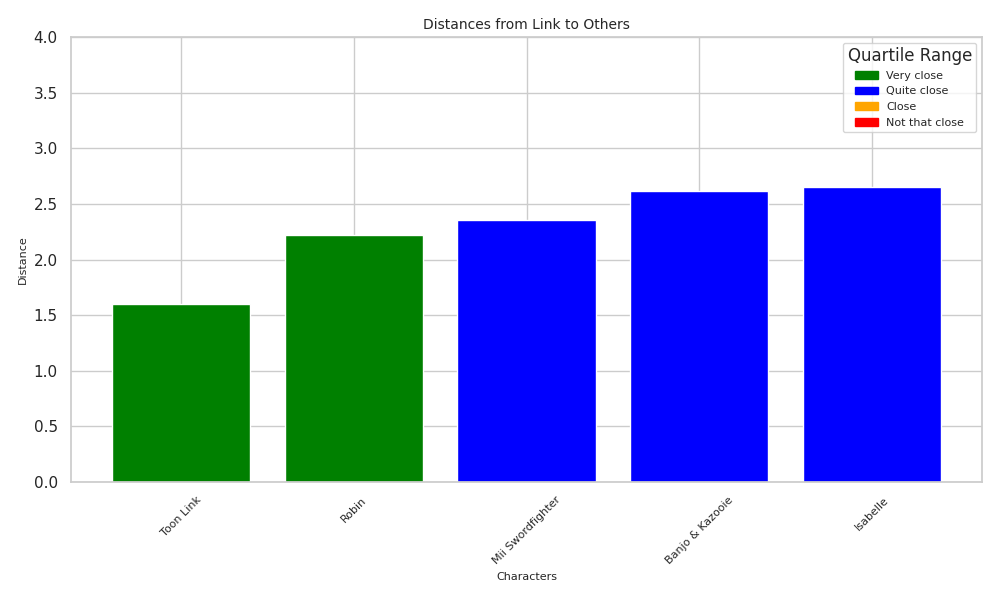 Distances from Link to Others
4.0
3.5
3.0
2.5
2.0
1.5
1.0
0.5
0.0
Distance
Quartile Range
Very close
Quite close
Close
Not that close
Toon Link
Robin
Mii Swordfighter
Banjo & Kazooie
Isabelle
Characters